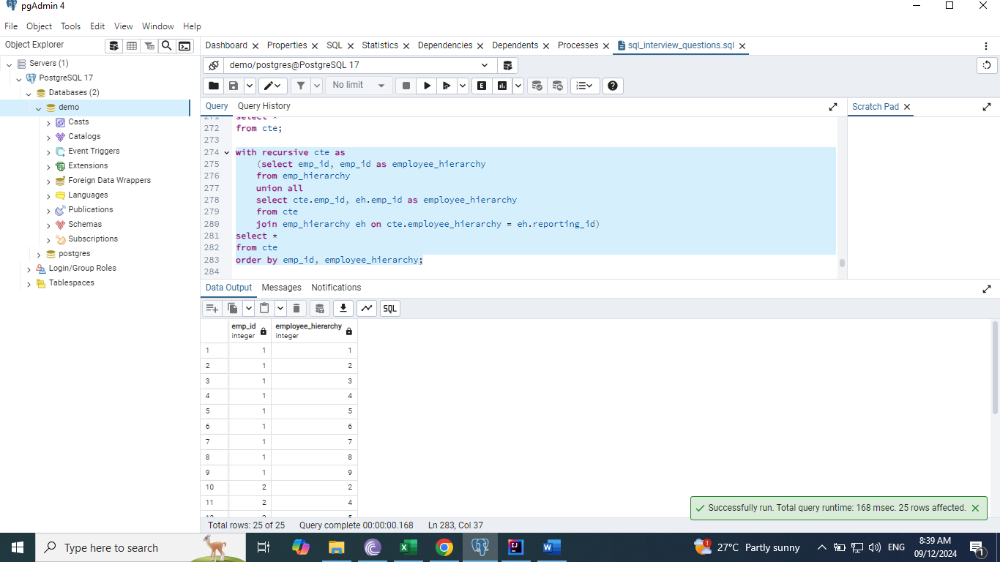 pgAdmin 4
File Object Tools Edit View Window Help
Object Explorer
Servers (1)
PostgreSQL 17
Databases (2)
demo
Casts
Catalogs
Event Triggers
Extensions
Foreign Data Wrappers
Languages
Publications
Schemas
Subscriptions
postgres
Login/Group Roles
Tablespaces
Dashboard Properties SQL Statistics Dependencies Dependents Processes sql_interview_questions.sql
demo/postgres@PostgreSQL 17
No limit
E
Query Query History
Scratch Pad
271 select *
272 from cte;
273
274 with recursive cte as
275 (select emp_id, emp_id as employee_hierarchy
276 from emp_hierarchy
277 union all
278 select cte.emp_id, eh.emp_id as employee_hierarchy
279 from cte
280 join emp_hierarchy eh on cte.employee_hierarchy = eh.reporting_id)
281 select *
282 from cte
283 order by emp_id, employee_hierarchy;
284
Data Output Messages Notifications
SQL
emp_id employee_hierarchy
integer integer
1 1 1
2 1 2
3 1 3
4 1 4
5 1 5
6 1 6
7 1 7
8 1 8
9 1 9
10 2 2
11 2 4
12 2 5
Successfully run. Total query runtime: 168 msec. 25 rows affected.
Total rows: 25 of 25 Query complete 00:00:00.168 Ln 283, Col 37
Type here to search
1
27°C Partly sunny
ENG
8:39 AM
09/12/2024
1